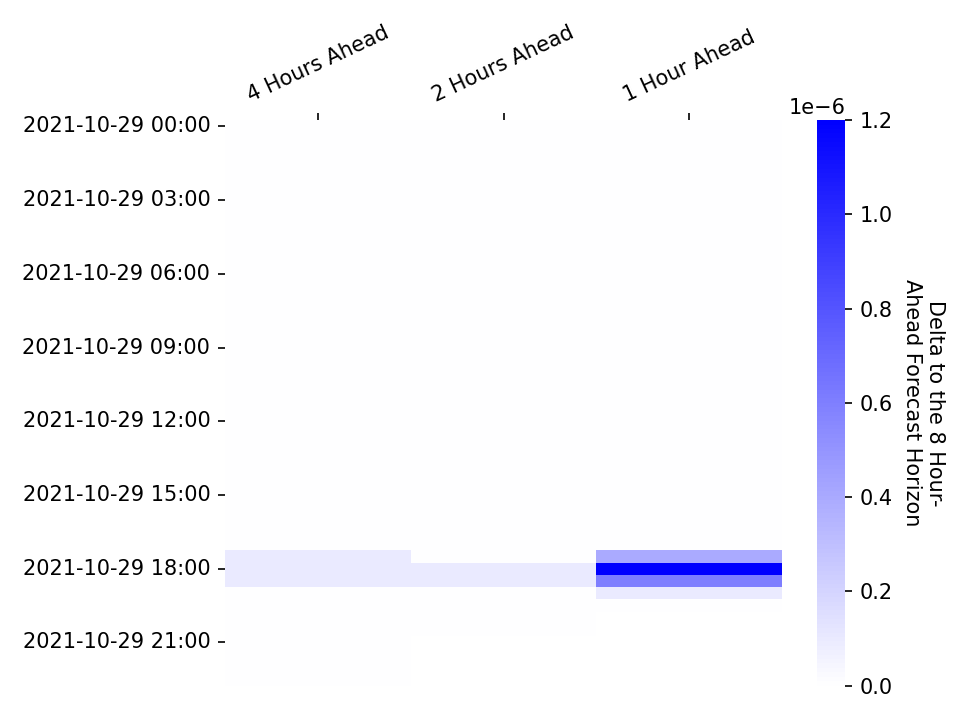 4 Hours Ahead
2 Hours Ahead
1 Hour Ahead
2021-10-29 00:00
2021-10-29 03:00
2021-10-29 06:00
2021-10-29 09:00
2021-10-29 12:00
2021-10-29 15:00
2021-10-29 18:00
2021-10-29 21:00
1e−6
1.2
1.0
0.8
0.6
0.4
0.2
0.0
Delta to the 8 Hour-
Ahead Forecast Horizon